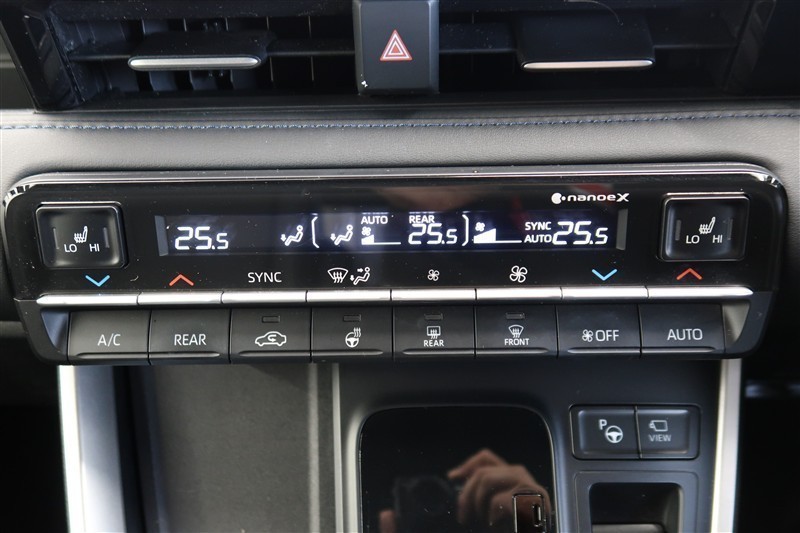 nanoeX
LO HI
25.5
AUTO REAR 25.5
SYNC
AUTO 25.5
LO HI
SYNC
A/C
REAR
REAR
FRONT
OFF
AUTO
P
VIEW